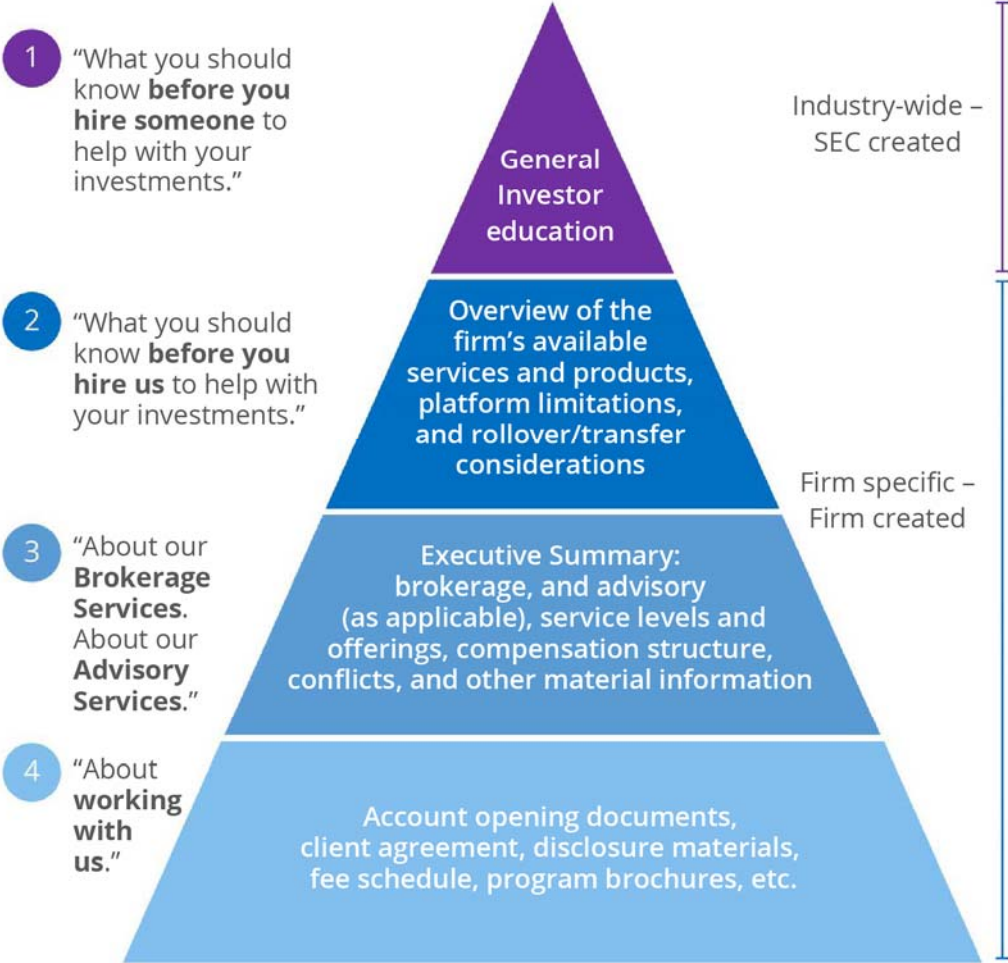 1
“What you should
know before you
hire someone to
help with your
investments.”
General
Investor
education
Industry-wide –
SEC created
2
“What you should
know before you
hire us to help with
your investments.”
Overview of the
firm’s available
services and products,
platform limitations,
and rollover/transfer
considerations
Firm specific –
Firm created
3
“About our
Brokerage
Services.
About our
Advisory
Services.”
Executive Summary:
brokerage, and advisory
(as applicable), service levels and
offerings, compensation structure,
conflicts, and other material information
4
“About
working
with
us.”
Account opening documents,
client agreement, disclosure materials,
fee schedule, program brochures, etc.